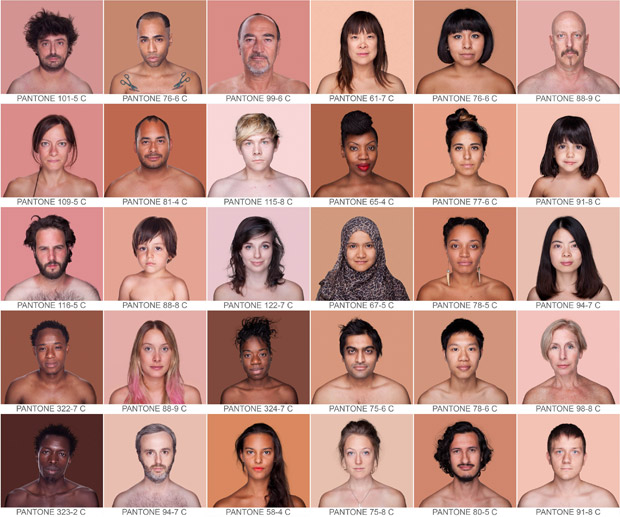 PANTONE 101-5 C
PANTONE 76-6 C
PANTONE 99-6 C
PANTONE 61-7 C
PANTONE 76-6 C
PANTONE 88-9 C
PANTONE 109-5 C
PANTONE 81-4 C
PANTONE 115-8 C
PANTONE 65-4 C
PANTONE 77-6 C
PANTONE 91-8 C
PANTONE 116-5 C
PANTONE 88-8 C
PANTONE 122-7 C
PANTONE 67-5 C
PANTONE 78-5 C
PANTONE 94-7 C
PANTONE 322-7 C
PANTONE 88-9 C
PANTONE 324-7 C
PANTONE 75-6 C
PANTONE 78-6 C
PANTONE 98-8 C
PANTONE 323-2 C
PANTONE 94-7 C
PANTONE 58-4 C
PANTONE 75-8 C
PANTONE 80-5 C
PANTONE 91-8 C